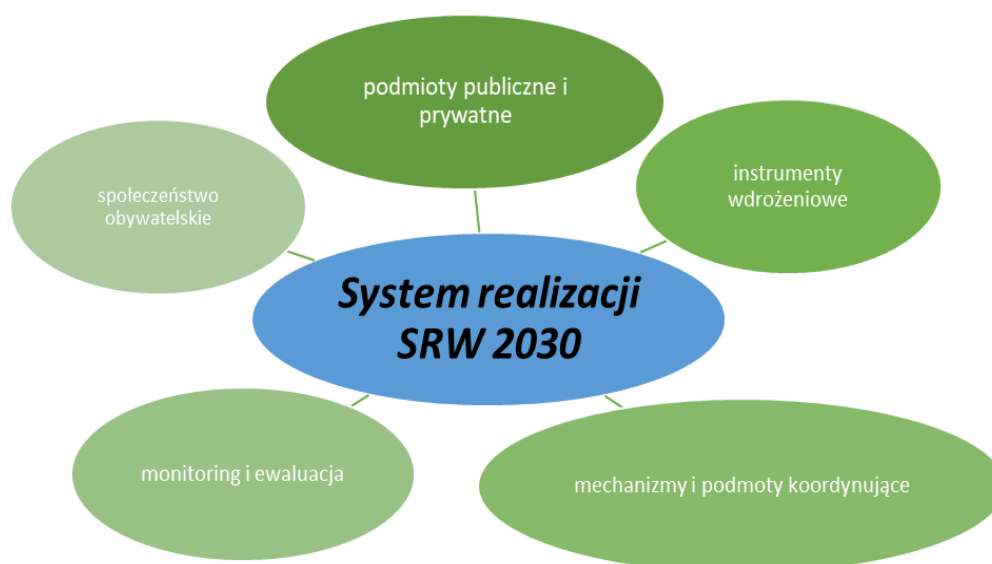 podmioty publiczne i
prywatne
instrumenty
wdrożeniowe
społeczeństwo
obywatelskie
System realizacji
SRW 2030
monitoring i ewaluacja
mechanizmy i podmoty koordynujące